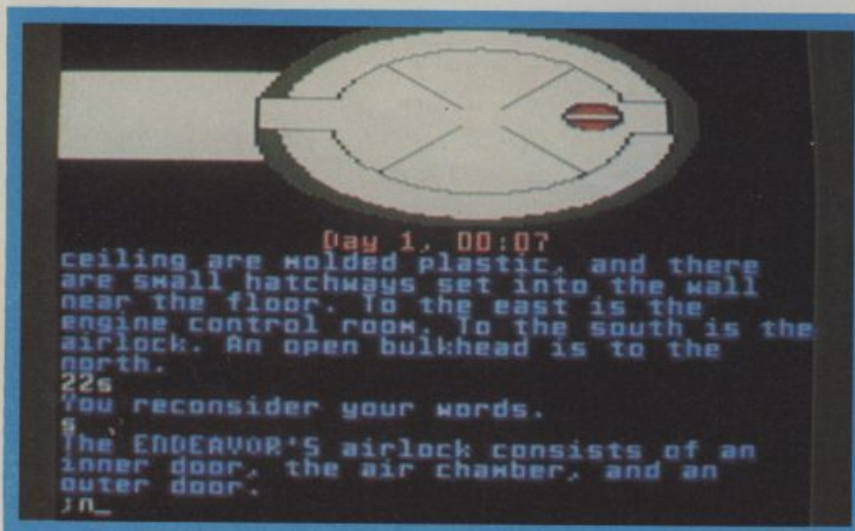 Day 1, 00:07
ceiling are molded plastic, and there
are small hatchways set into the wall
near the floor. To the east is the
engine control room. To the south is the
airlock. An open bulkhead is to the
north.
22s
You reconsider your words.
s
The ENDEAVOR'S airlock consists of an
inner door, the air chamber, and an
outer door.
;n_